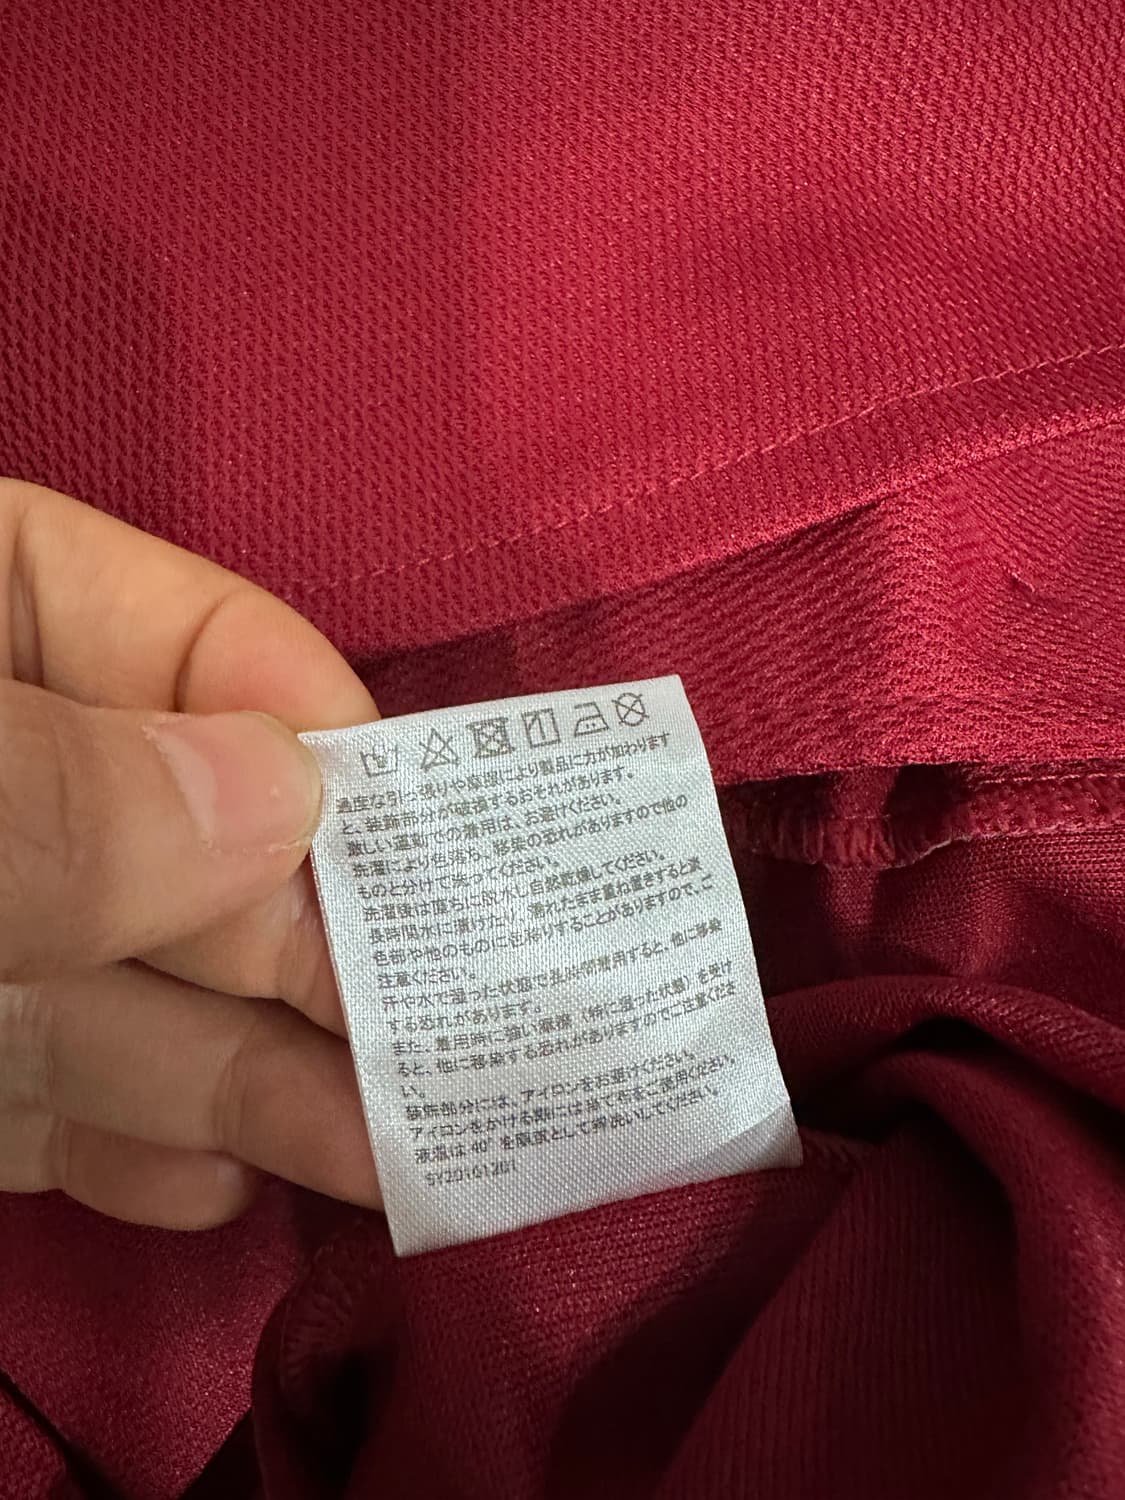 過度な引っ張りや摩擦により製品に力が加わります
と、装飾部分が破損するおそれがあります。
激しい運動での着用は、お避けください。
洗濯により色落ち、移染の恐れがありますので他の
ものと分けて洗ってください。
洗濯後は直ちに脱水し自然乾燥してください。
長時間水に漬けたり、濡れたまま重ね置きすると淡
色部や他のものに色移りすることがありますので、ご
注意ください。
汗や水で湿った状態で長時間着用すると、他に移染
する恐れがあります。
また、着用時に強い摩擦（特に湿った状態）を受け
ると、他に移染する恐れがありますのでご注意くださ
い。
装飾部分には、アイロンをお避けください。
アイロンをかける際には当て布をご使用ください。
液温は40°を限度として手洗いしてください。
SY20161201